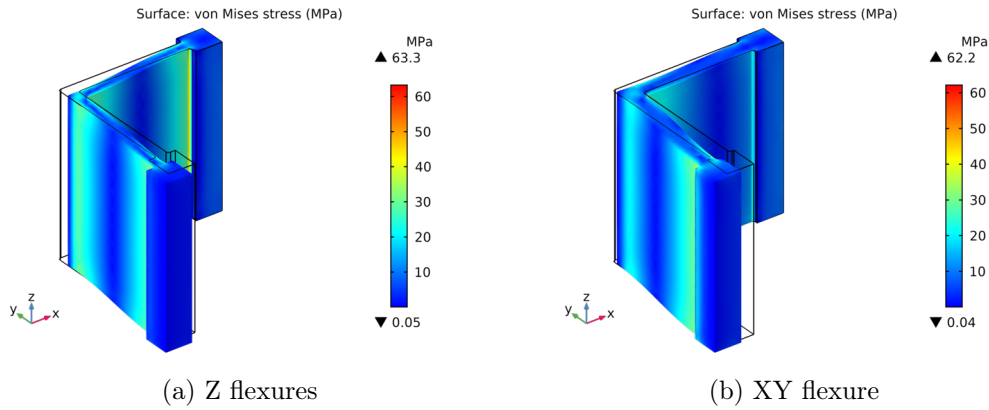 Surface: von Mises stress (MPa)
MPa
▲ 63.3
60
50
40
30
20
10
▼ 0.05
z
y
x
(a) Z flexures
Surface: von Mises stress (MPa)
MPa
▲ 62.2
60
50
40
30
20
10
▼ 0.04
z
y
x
(b) XY flexure